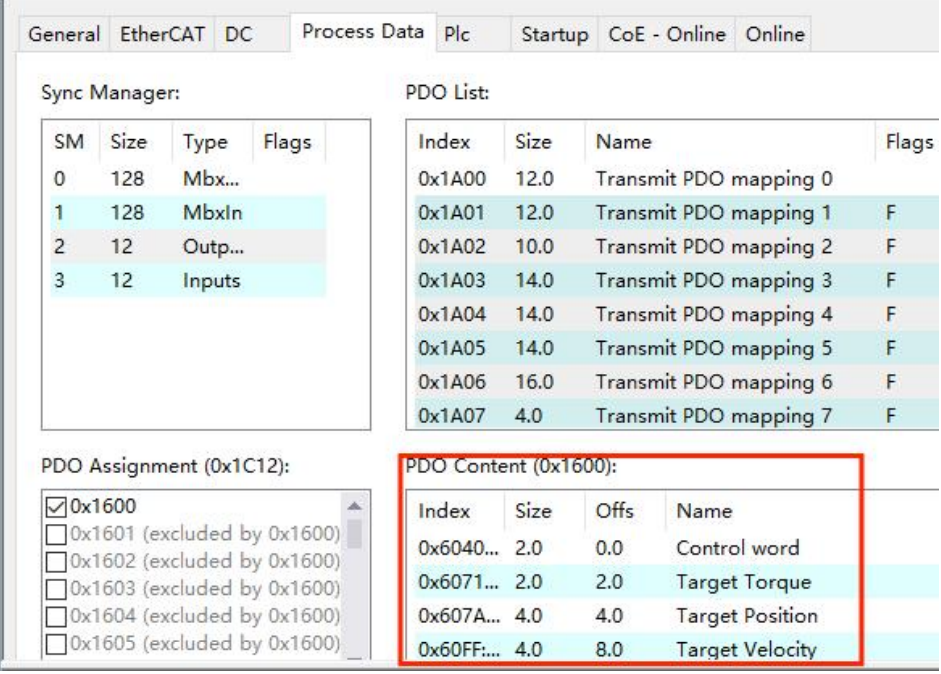 General EtherCAT DC Process Data Plc Startup CoE - Online Online
Sync Manager:
SM Size Type Flags
0 128 Mbx...
1 128 MbxIn
2 12 Outp...
3 12 Inputs
PDO List:
Index Size Name Flags
0x1A00 12.0 Transmit PDO mapping 0
0x1A01 12.0 Transmit PDO mapping 1 F
0x1A02 10.0 Transmit PDO mapping 2 F
0x1A03 14.0 Transmit PDO mapping 3 F
0x1A04 14.0 Transmit PDO mapping 4 F
0x1A05 14.0 Transmit PDO mapping 5 F
0x1A06 16.0 Transmit PDO mapping 6 F
0x1A07 4.0 Transmit PDO mapping 7 F
PDO Assignment (0x1C12):
0x1600
0x1601 (excluded by 0x1600)
0x1602 (excluded by 0x1600)
0x1603 (excluded by 0x1600)
0x1604 (excluded by 0x1600)
0x1605 (excluded by 0x1600)
PDO Content (0x1600):
Index Size Offs Name
0x6040... 2.0 0.0 Control word
0x6071... 2.0 2.0 Target Torque
0x607A... 4.0 4.0 Target Position
0x60FF:... 4.0 8.0 Target Velocity